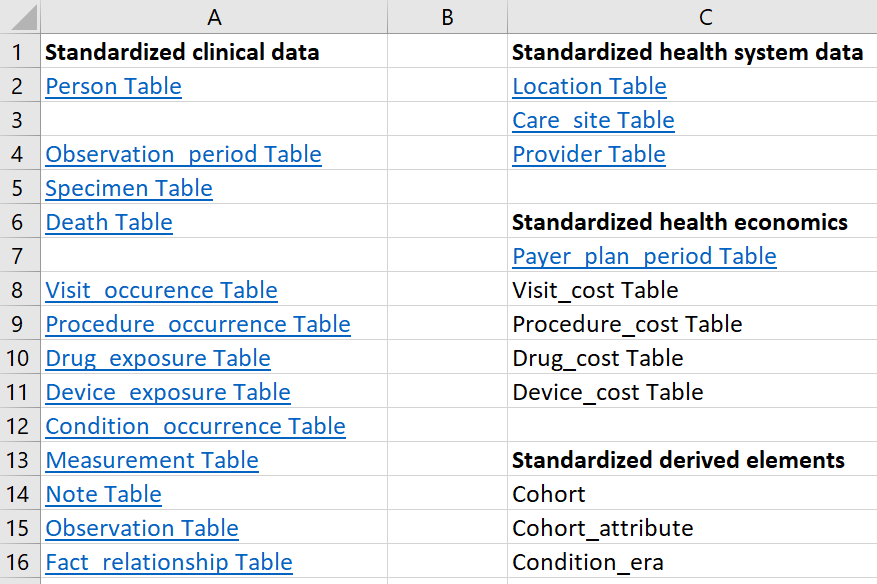 A B C
1 Standardized clinical data Standardized health system data
2 Person Table Location Table
3 Care_site Table
4 Observation_period Table Provider Table
5 Specimen Table
6 Death Table Standardized health economics
7 Payer_plan_period Table
8 Visit_occurence Table Visit_cost Table
9 Procedure_occurrence Table Procedure_cost Table
10 Drug_exposure Table Drug_cost Table
11 Device_exposure Table Device_cost Table
12 Condition_occurrence Table
13 Measurement Table Standardized derived elements
14 Note Table Cohort
15 Observation Table Cohort_attribute
16 Fact_relationship Table Condition_era